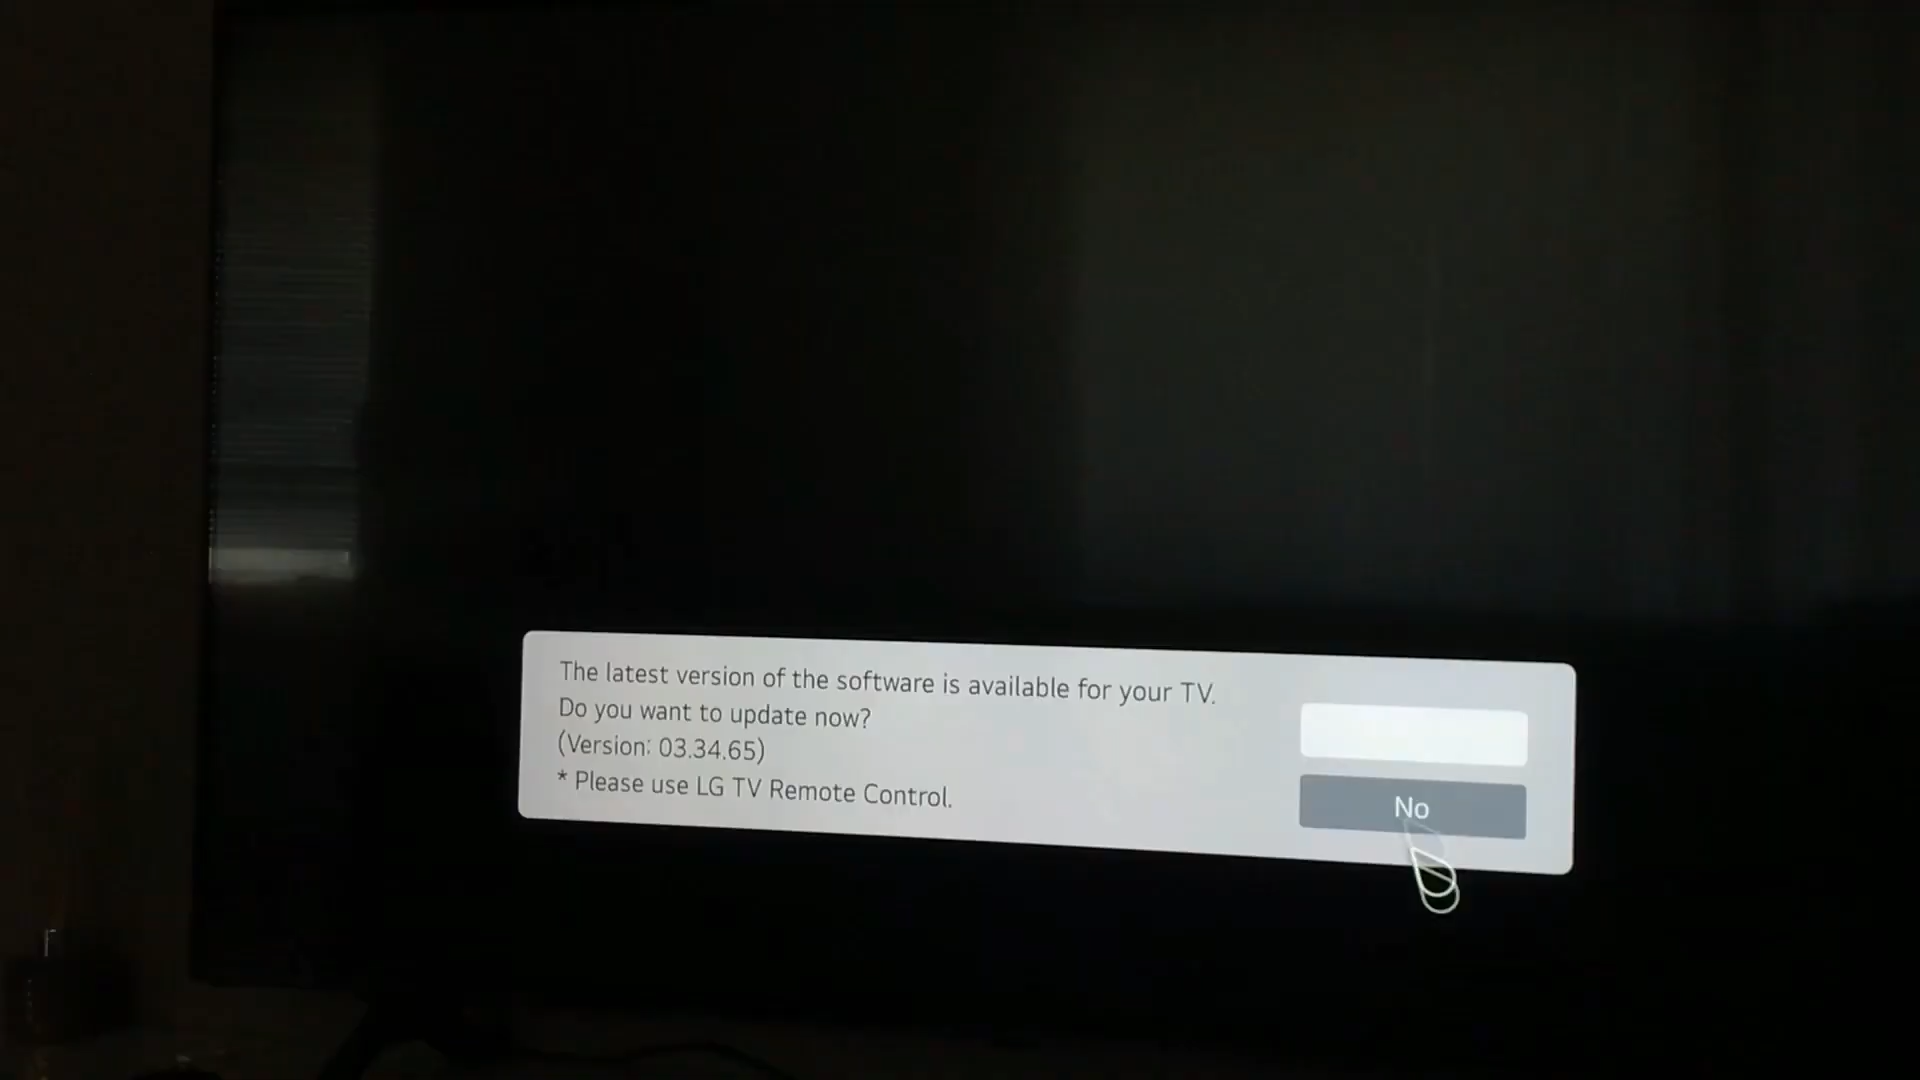 The latest version of the software is available for your TV.
Do you want to update now?
(Version: 03.34.65)
* Please use LG TV Remote Control.
No